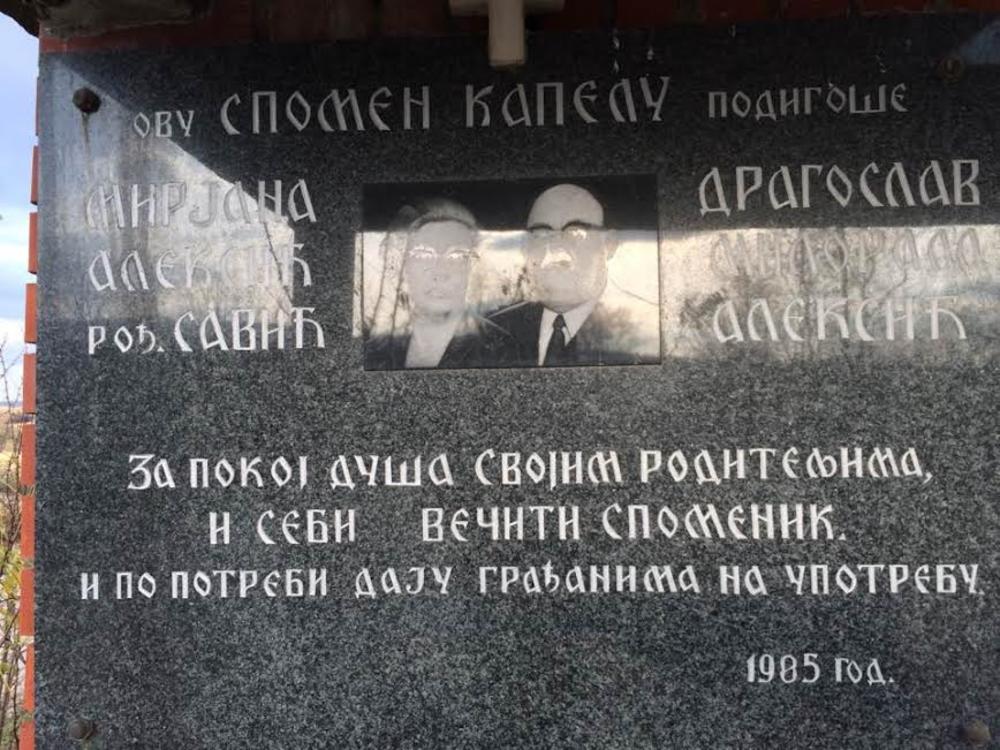 ОВУ СПОМЕН КАПЕЛУ ПОДИГОШЕ
МИРЈАНА
АЛЕКСИЋ
РОЂ. САВИЋ
ДРАГОСЛАВ
МИЛОРАДА
АЛЕКСИЋ
ЗА ПОКОЈ ДУША СВОЈИМ РОДИТЕЉИМА,
И СЕБИ ВЕЧИТИ СПОМЕНИК.
И ПО ПОТРЕБИ ДАЈУ ГРАЂАНИМА НА УПОТРЕБУ.
1985 ГОД.